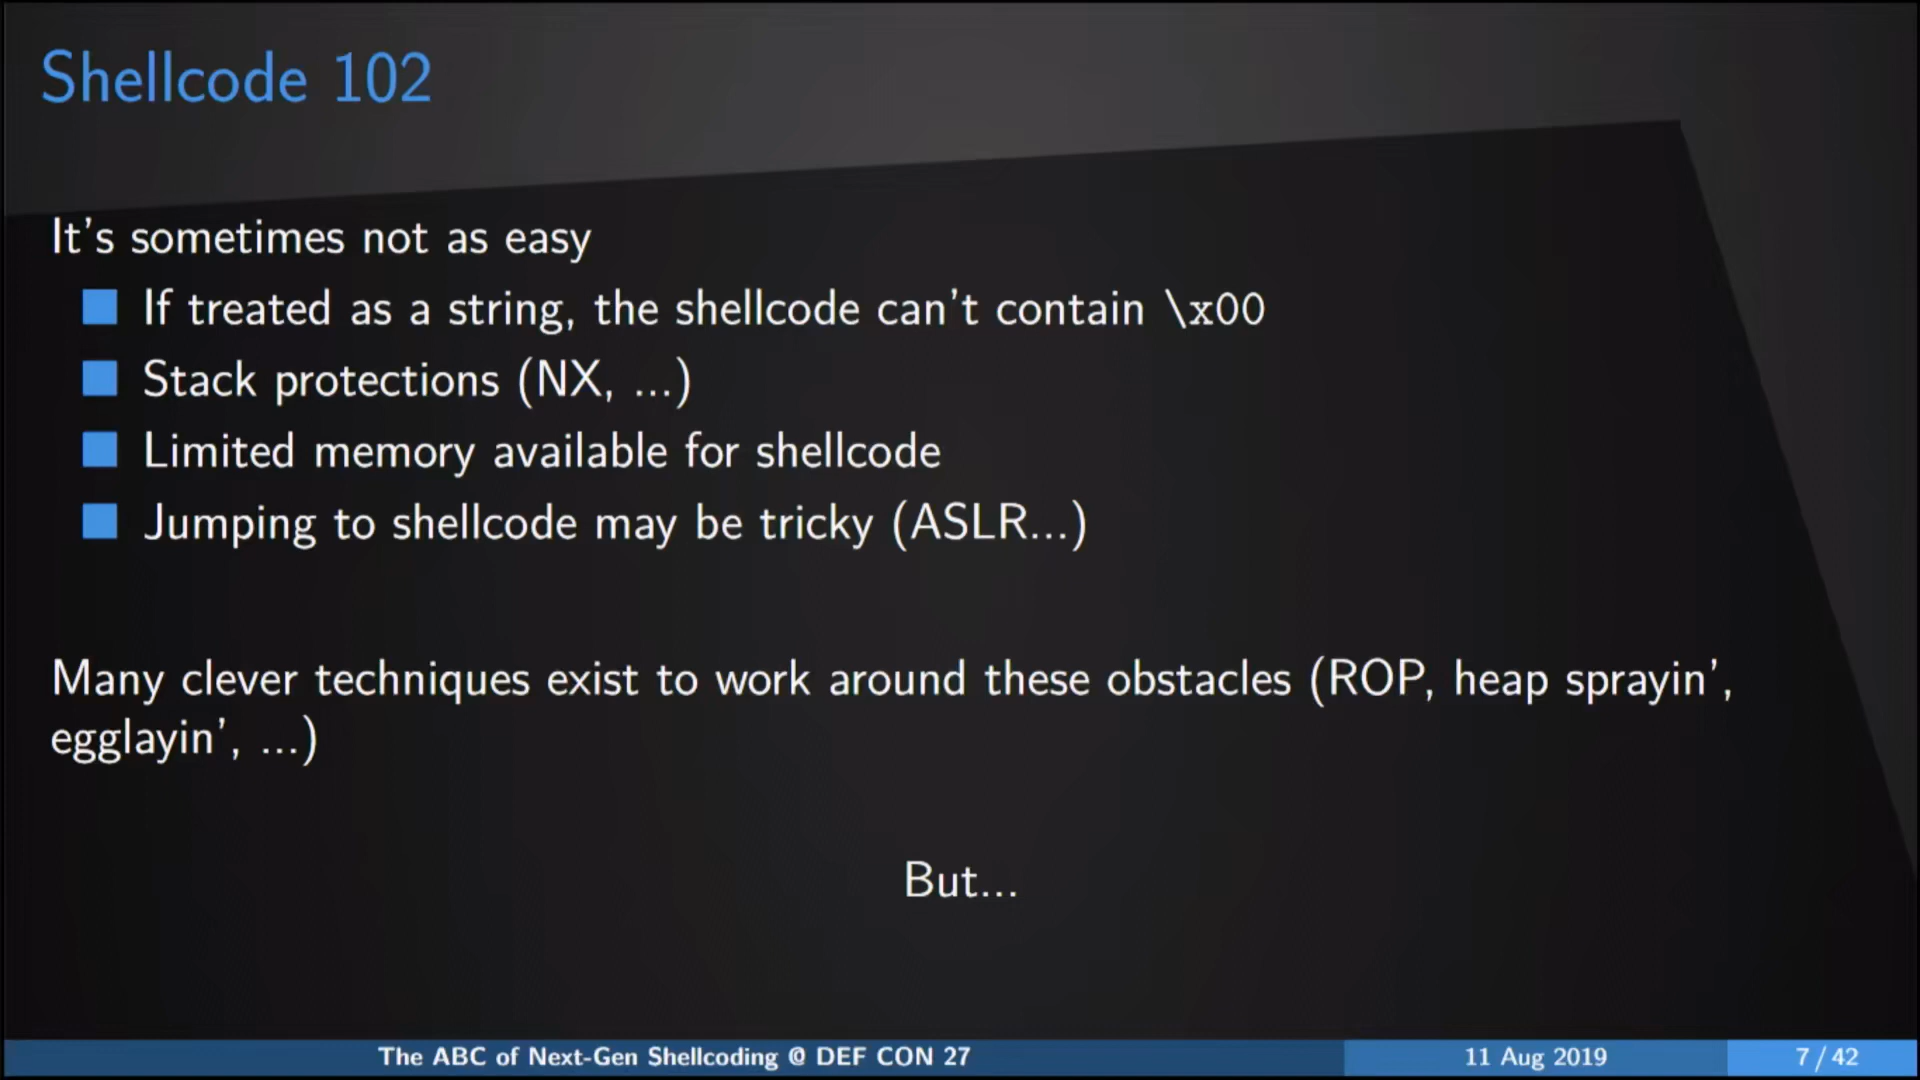 Shellcode 102
It's sometimes not as easy
If treated as a string, the shellcode can't contain \x00
Stack protections (NX, ...)
Limited memory available for shellcode
Jumping to shellcode may be tricky (ASLR...)
Many clever techniques exist to work around these obstacles (ROP, heap sprayin',
egglayin', ...)
But...
The ABC of Next-Gen Shellcoding @ DEF CON 27
11 Aug 2019
7 / 42